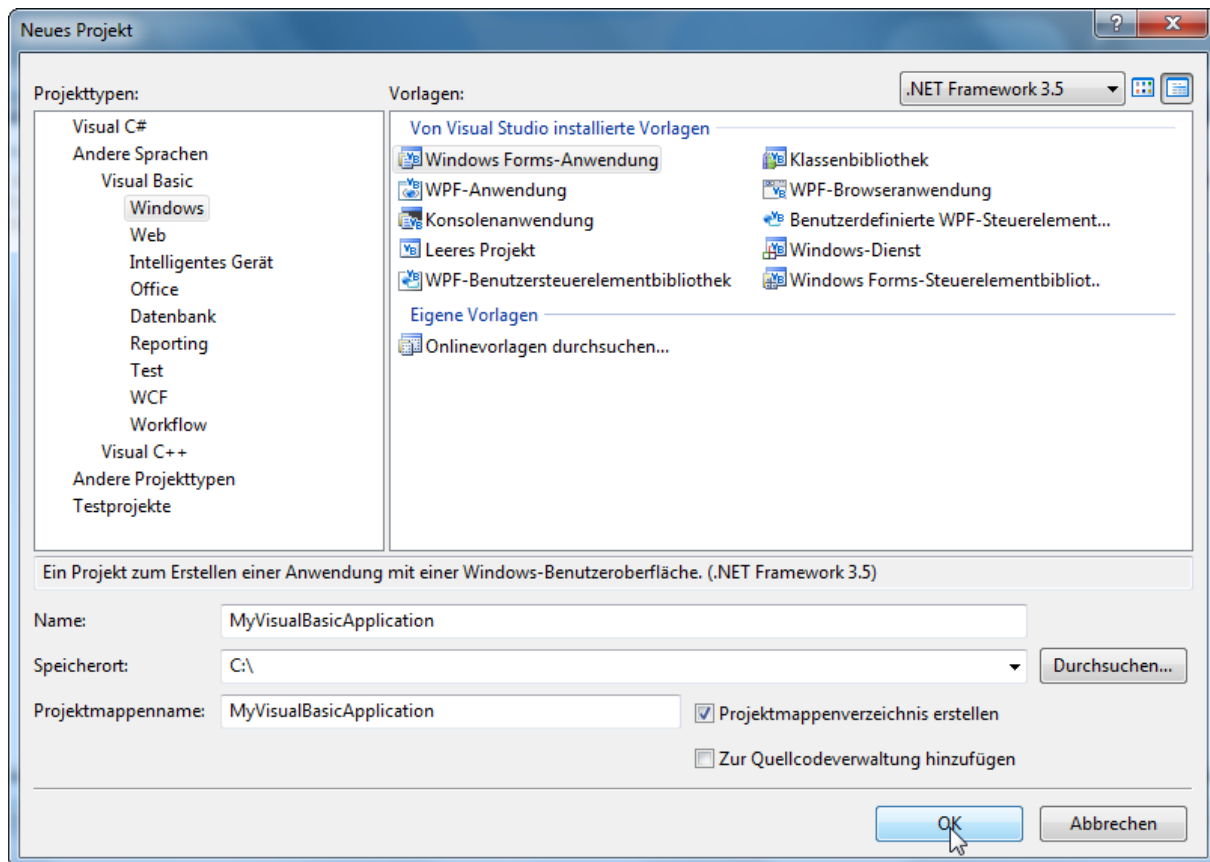 Neues Projekt
?
Projekttypen:
Vorlagen:
.NET Framework 3.5
Visual C#
Andere Sprachen
Visual Basic
Windows
Web
Intelligentes Gerät
Office
Datenbank
Reporting
Test
WCF
Workflow
Visual C++
Andere Projekttypen
Testprojekte
Von Visual Studio installierte Vorlagen
Windows Forms-Anwendung
Klassenbibliothek
WPF-Anwendung
WPF-Browseranwendung
Konsolenanwendung
Benutzerdefinierte WPF-Steuerelement...
Leeres Projekt
Windows-Dienst
WPF-Benutzersteuerelementbibliothek
Windows Forms-Steuerelementbibliot..
Eigene Vorlagen
Onlinevorlagen durchsuchen...
Ein Projekt zum Erstellen einer Anwendung mit einer Windows-Benutzeroberfläche. (.NET Framework 3.5)
Name: MyVisualBasicApplication
Speicherort: C:\ Durchsuchen...
Projektmappenname: MyVisualBasicApplication Projektmappenverzeichnis erstellen
Zur Quellcodeverwaltung hinzufügen
OK Abbrechen